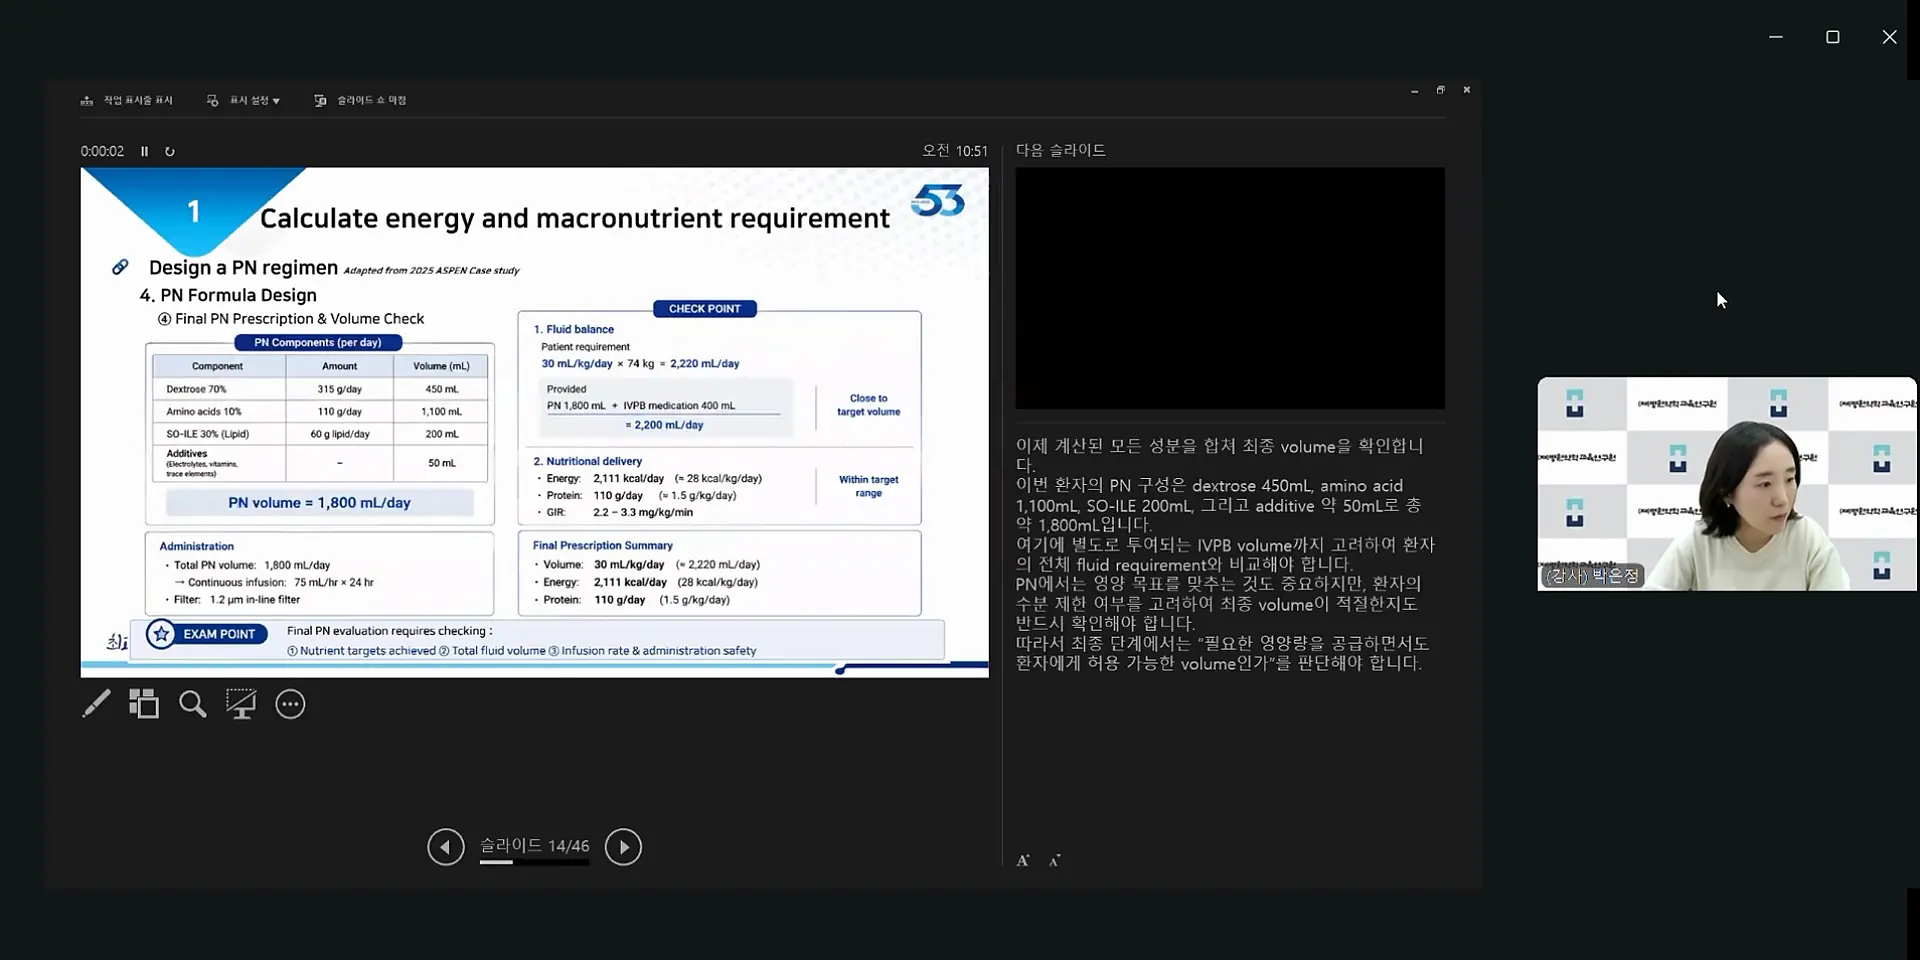 작업 표시줄 표시
표시 설정 ▼
슬라이드 쇼 마침
0:00:02
오전 10:51
다음 슬라이드
1
53
Calculate energy and macronutrient requirement
Design a PN regimen Adapted from 2025 ASPEN Case study
4. PN Formula Design
④ Final PN Prescription & Volume Check
PN Components (per day)
Component Amount Volume (mL)
Dextrose 70% 315 g/day 450 mL
Amino acids 10% 110 g/day 1,100 mL
SO-ILE 30% (Lipid) 60 g lipid/day 200 mL
Additives
(Electrolytes, vitamins,
trace elements)
– 50 mL
PN volume = 1,800 mL/day
Administration
· Total PN volume: 1,800 mL/day
→ Continuous infusion: 75 mL/hr × 24 hr
· Filter: 1.2 μm in-line filter
CHECK POINT
1. Fluid balance
Patient requirement
30 mL/kg/day × 74 kg = 2,220 mL/day
Provided
PN 1,800 mL + IVPB medication 400 mL
= 2,200 mL/day
Close to
target volume
2. Nutritional delivery
· Energy: 2,111 kcal/day (≈ 28 kcal/kg/day)
· Protein: 110 g/day (≈ 1.5 g/kg/day)
· GIR: 2.2 – 3.3 mg/kg/min
Within target
range
Final Prescription Summary
· Volume: 30 mL/kg/day (≈ 2,220 mL/day)
· Energy: 2,111 kcal/day (28 kcal/kg/day)
· Protein: 110 g/day (1.5 g/kg/day)
EXAM POINT
Final PN evaluation requires checking :
① Nutrient targets achieved ② Total fluid volume ③ Infusion rate & administration safety
이제 계산된 모든 성분을 합쳐 최종 volume을 확인합니
다.
이번 환자의 PN 구성은 dextrose 450mL, amino acid
1,100mL, SO-ILE 200mL, 그리고 additive 약 50mL로 총
약 1,800mL입니다.
여기에 별도로 투여되는 IVPB volume까지 고려하여 환자
의 전체 fluid requirement와 비교해야 합니다.
PN에서는 영양 목표를 맞추는 것도 중요하지만, 환자의
수분 제한 여부를 고려하여 최종 volume이 적절한지도
반드시 확인해야 합니다.
따라서 최종 단계에서는 "필요한 영양량을 공급하면서도
환자에게 허용 가능한 volume인가"를 판단해야 합니다.
슬라이드 14/46
(강사) 박은정